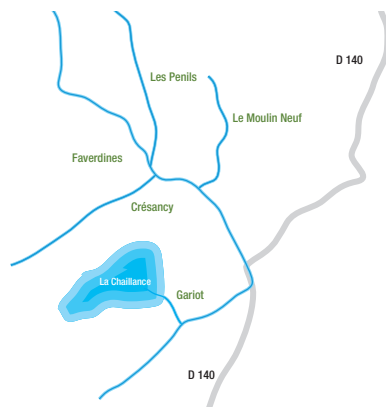 D 140
Les Penils
Le Moulin Neuf
Faverdines
Crésancy
La Chaillance
Gariot
D 140